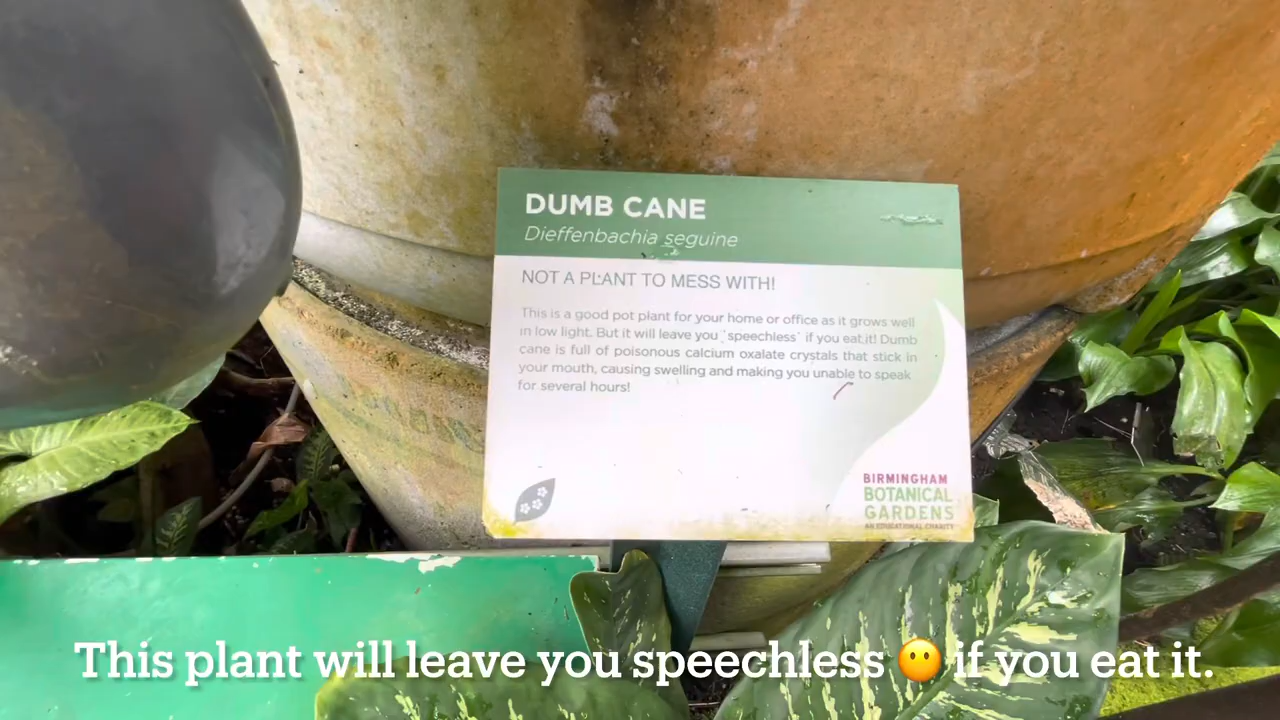 DUMB CANE
Dieffenbachia seguine
NOT A PLANT TO MESS WITH!
This is a good pot plant for your home or office as it grows well
in low light. But it will leave you 'speechless' if you eat it! Dumb
cane is full of poisonous calcium oxalate crystals that stick in
your mouth, causing swelling and making you unable to speak
for several hours!
BIRMINGHAM
BOTANICAL
GARDENS
AN EDUCATIONAL CHARITY
This plant will leave you speechless 😶 if you eat it.